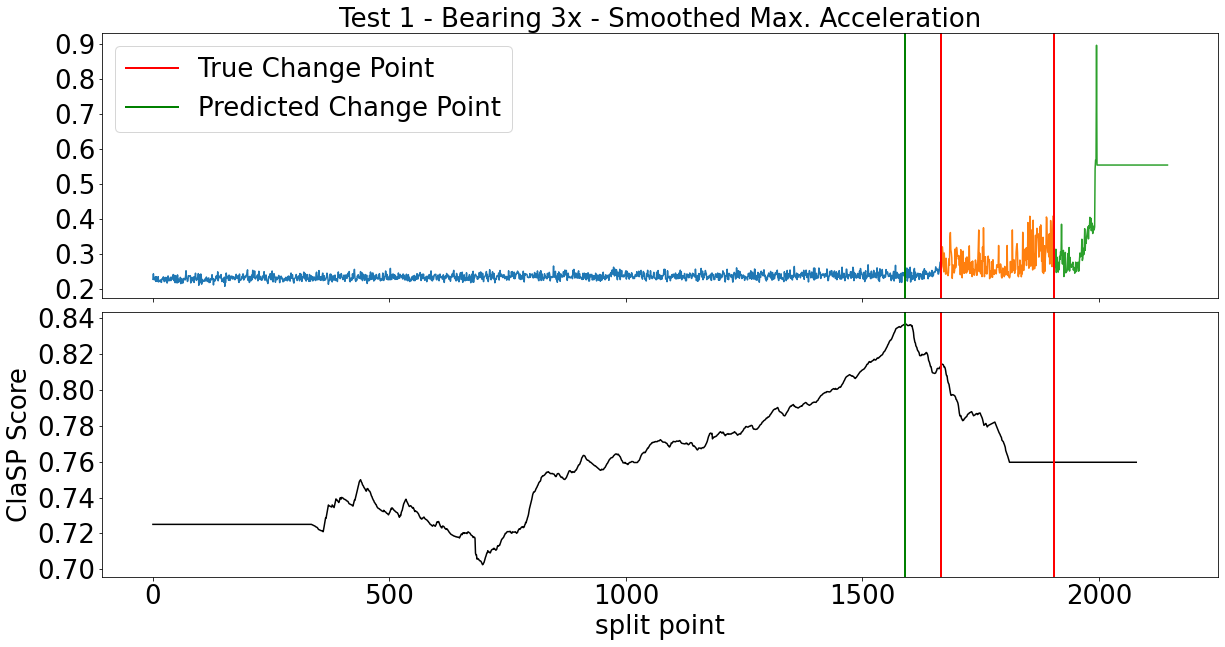 Test 1 - Bearing 3x - Smoothed Max. Acceleration
0.9
0.8
0.7
0.6
0.5
0.4
0.3
0.2
True Change Point
Predicted Change Point
0.84
0.82
0.80
0.78
0.76
0.74
0.72
0.70
ClaSP Score
0 500 1000 1500 2000
split point